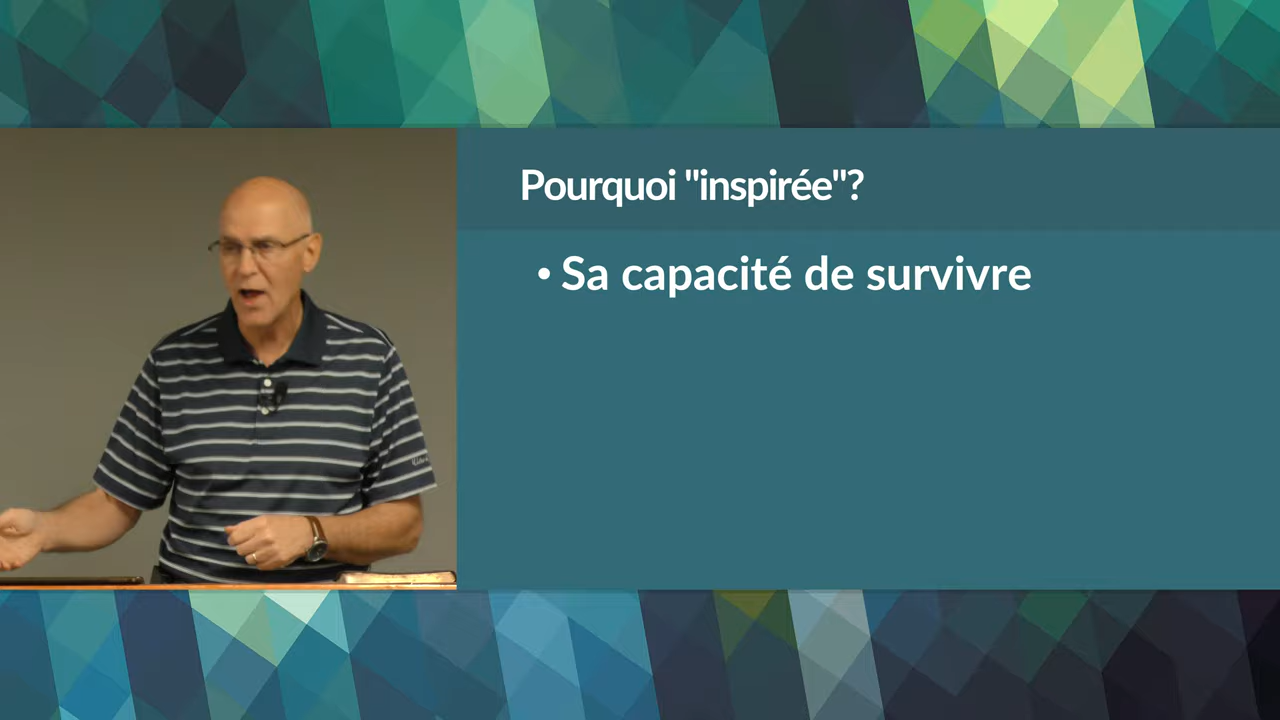 Pourquoi "inspirée"?
• Sa capacité de survivre